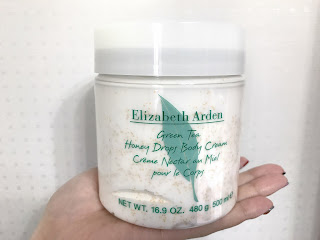 Elizabeth Arden
Green Tea
Honey Drops Body Cream
Crème Nectar au Miel
pour le Corps
NET WT. 16.9 OZ. 480 g 500 ml e